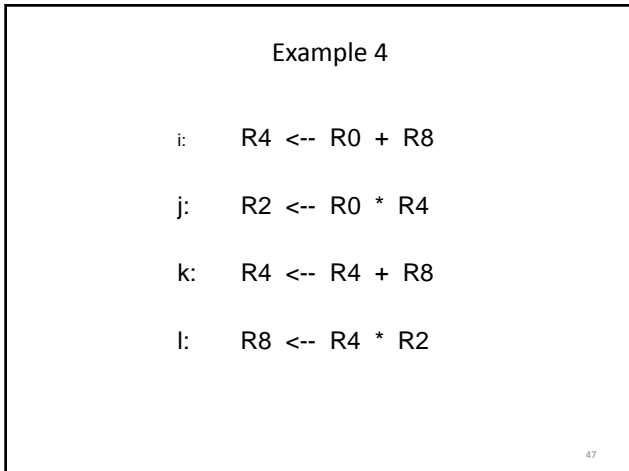 Example 4
i: R4 <-- R0 + R8
j: R2 <-- R0 * R4
k: R4 <-- R4 + R8
l: R8 <-- R4 * R2
47